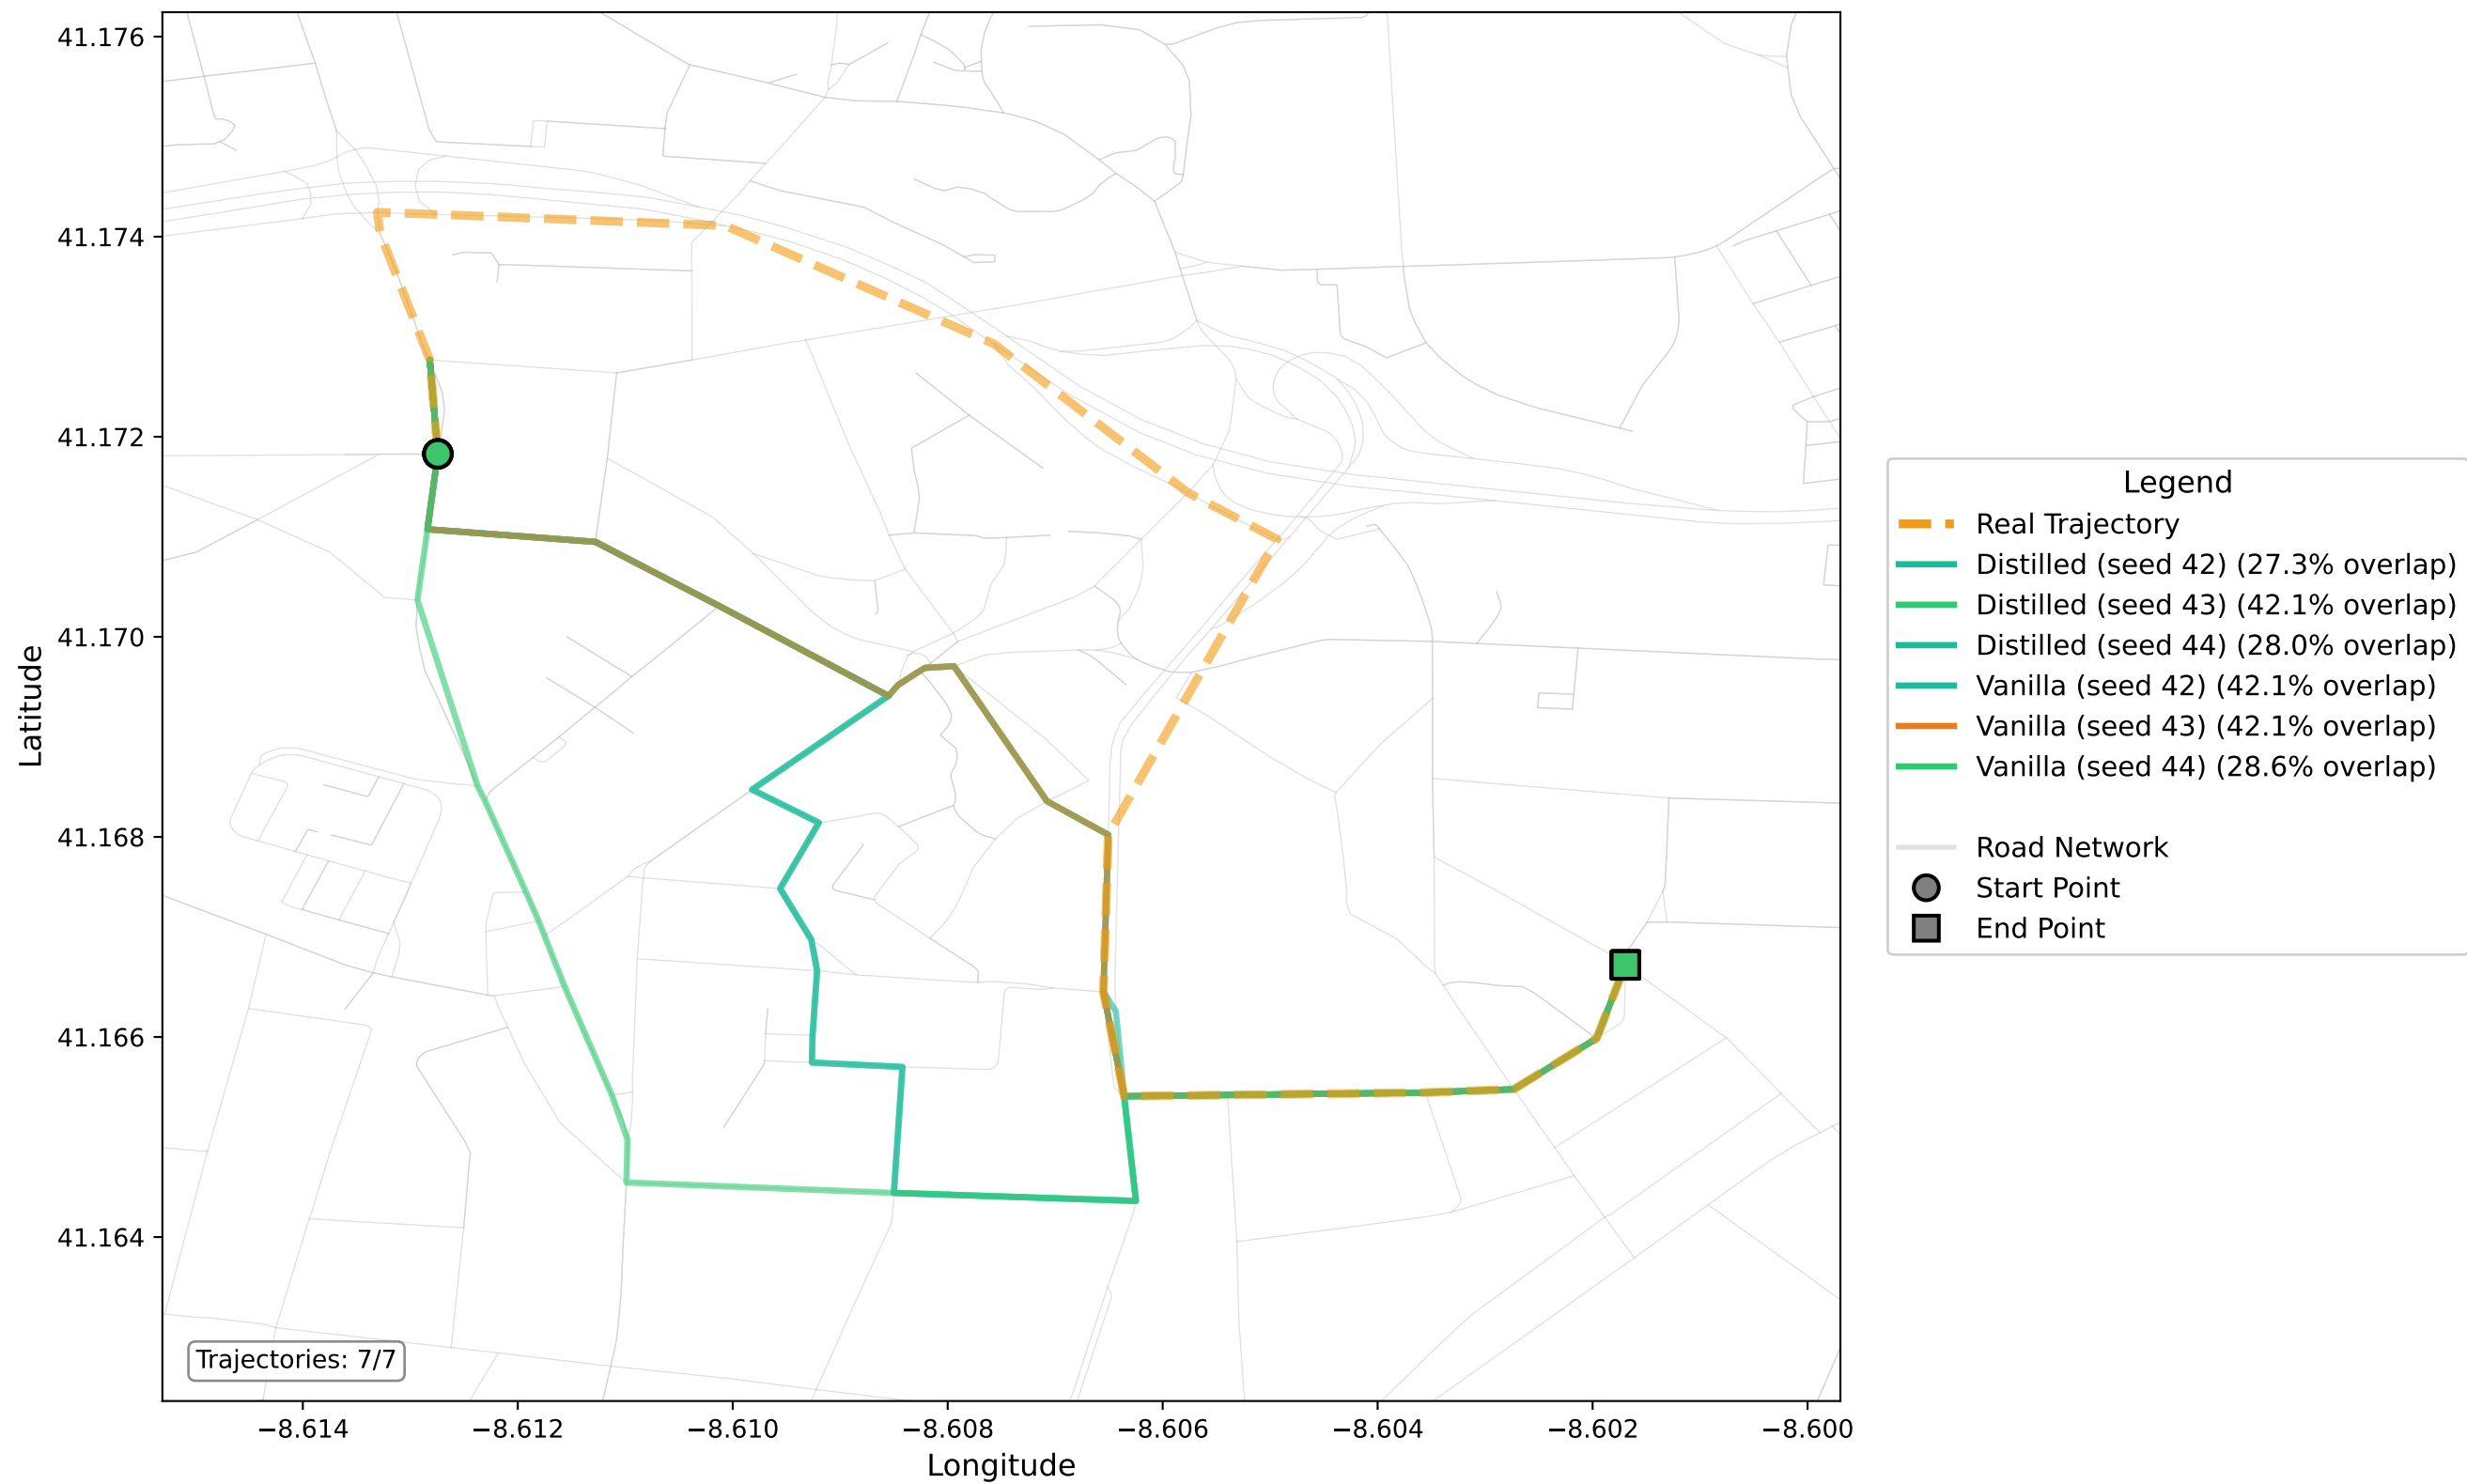 41.176
41.174
41.172
41.170
41.168
41.166
41.164
Latitude
−8.614
−8.612
−8.610
−8.608
−8.606
−8.604
−8.602
−8.600
Longitude
Trajectories: 7/7
Legend
Real Trajectory
Distilled (seed 42) (27.3% overlap)
Distilled (seed 43) (42.1% overlap)
Distilled (seed 44) (28.0% overlap)
Vanilla (seed 42) (42.1% overlap)
Vanilla (seed 43) (42.1% overlap)
Vanilla (seed 44) (28.6% overlap)
Road Network
Start Point
End Point